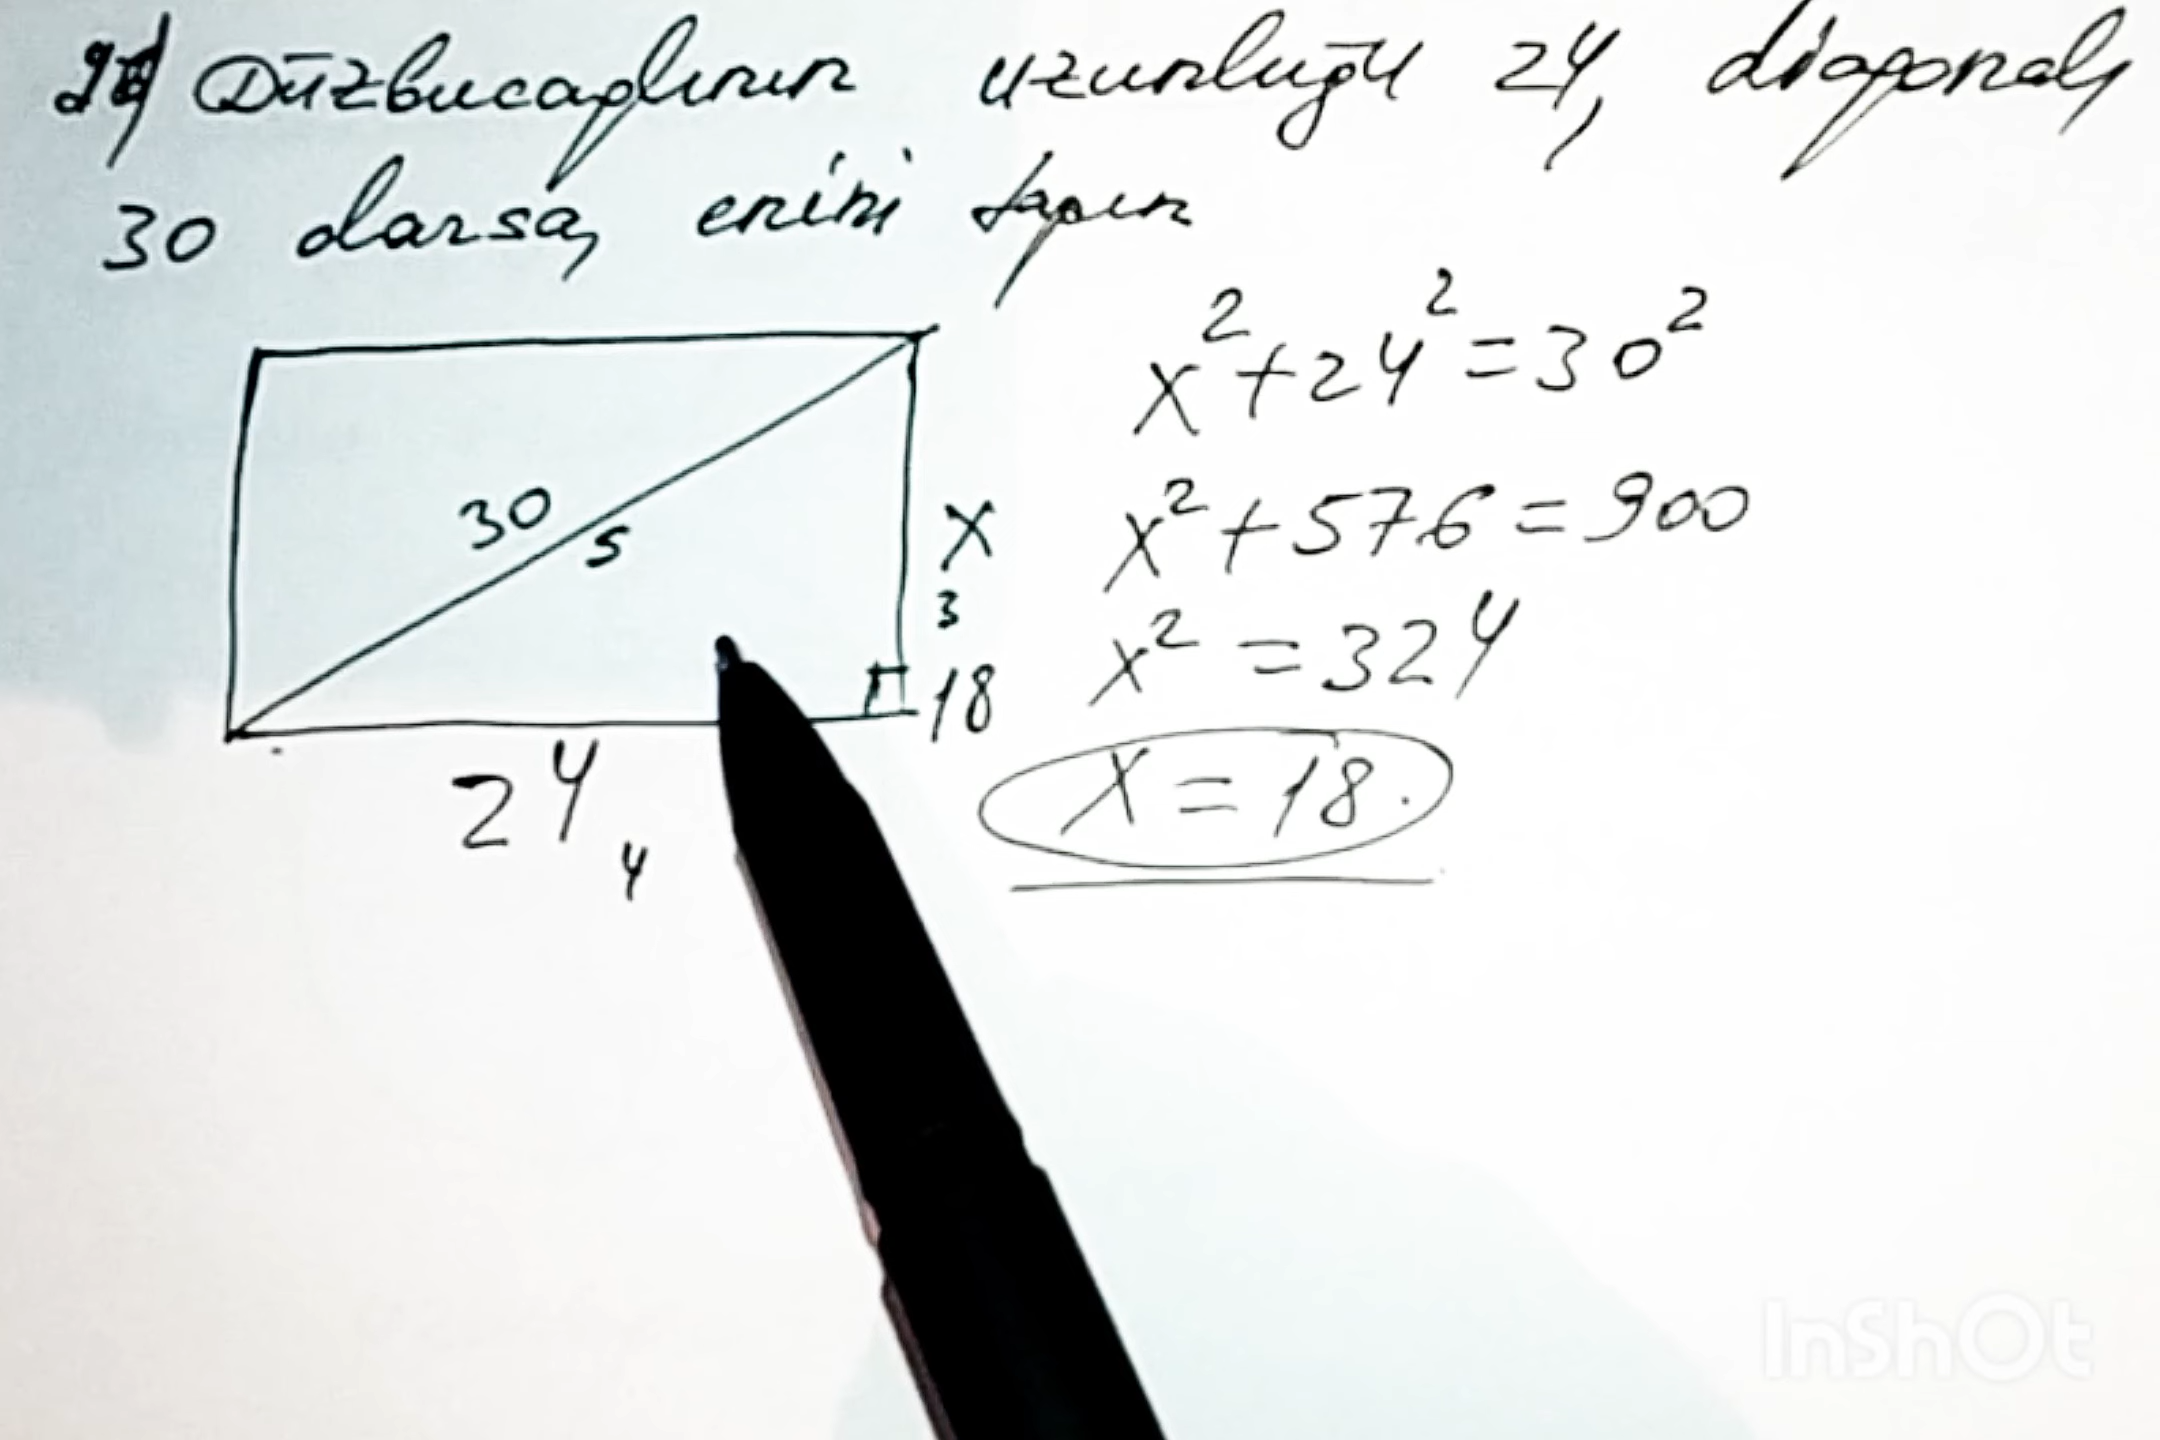 Düzbucaqlının uzunluğu 24, diaqonalı
30 olarsa, enini tapın
x² + 24² = 30²
30
5
x
x² + 576 = 900
3
x² = 324
18
24
4
x = 18.
InShOt